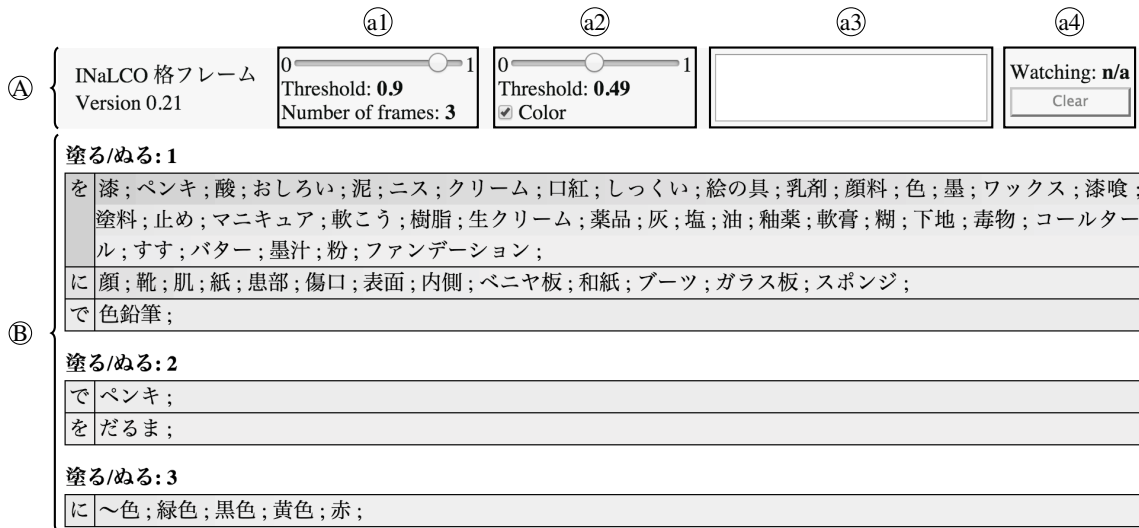 a1 a2 a3 a4
A
INaLCO 格フレーム
Version 0.21
0 1
Threshold: 0.9
Number of frames: 3
0 1
Threshold: 0.49
Color
Watching: n/a
Clear
B
塗る/ぬる: 1
を 漆 ; ペンキ ; 酸 ; おしろい ; 泥 ; ニス ; クリーム ; 口紅 ; しっくい ; 絵の具 ; 乳剤 ; 顔料 ; 色 ; 墨 ; ワックス ; 漆喰 ;
塗料 ; 止め ; マニキュア ; 軟こう ; 樹脂 ; 生クリーム ; 薬品 ; 灰 ; 塩 ; 油 ; 釉薬 ; 軟膏 ; 糊 ; 下地 ; 毒物 ; コールター
ル ; すす ; バター ; 墨汁 ; 粉 ; ファンデーション ;
に 顔 ; 靴 ; 肌 ; 紙 ; 患部 ; 傷口 ; 表面 ; 内側 ; ベニヤ板 ; 和紙 ; ブーツ ; ガラス板 ; スポンジ ;
で 色鉛筆 ;
塗る/ぬる: 2
で ペンキ ;
を だるま ;
塗る/ぬる: 3
に 〜色 ; 緑色 ; 黒色 ; 黄色 ; 赤 ;